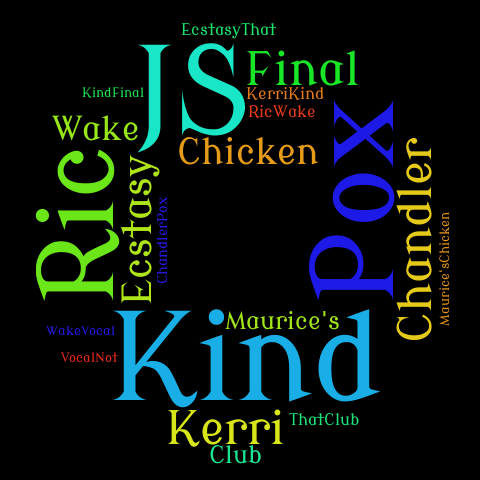 EcstasyThat
JS
Final
KindFinal
KerriKind
RicWake
Wake
Chicken
Ric
Ecstasy
ChandlerPox
Pox
Chandler
Maurice'sChicken
WakeVocal
Maurice's
VocalNot
Kind
Kerri
ThatClub
Club